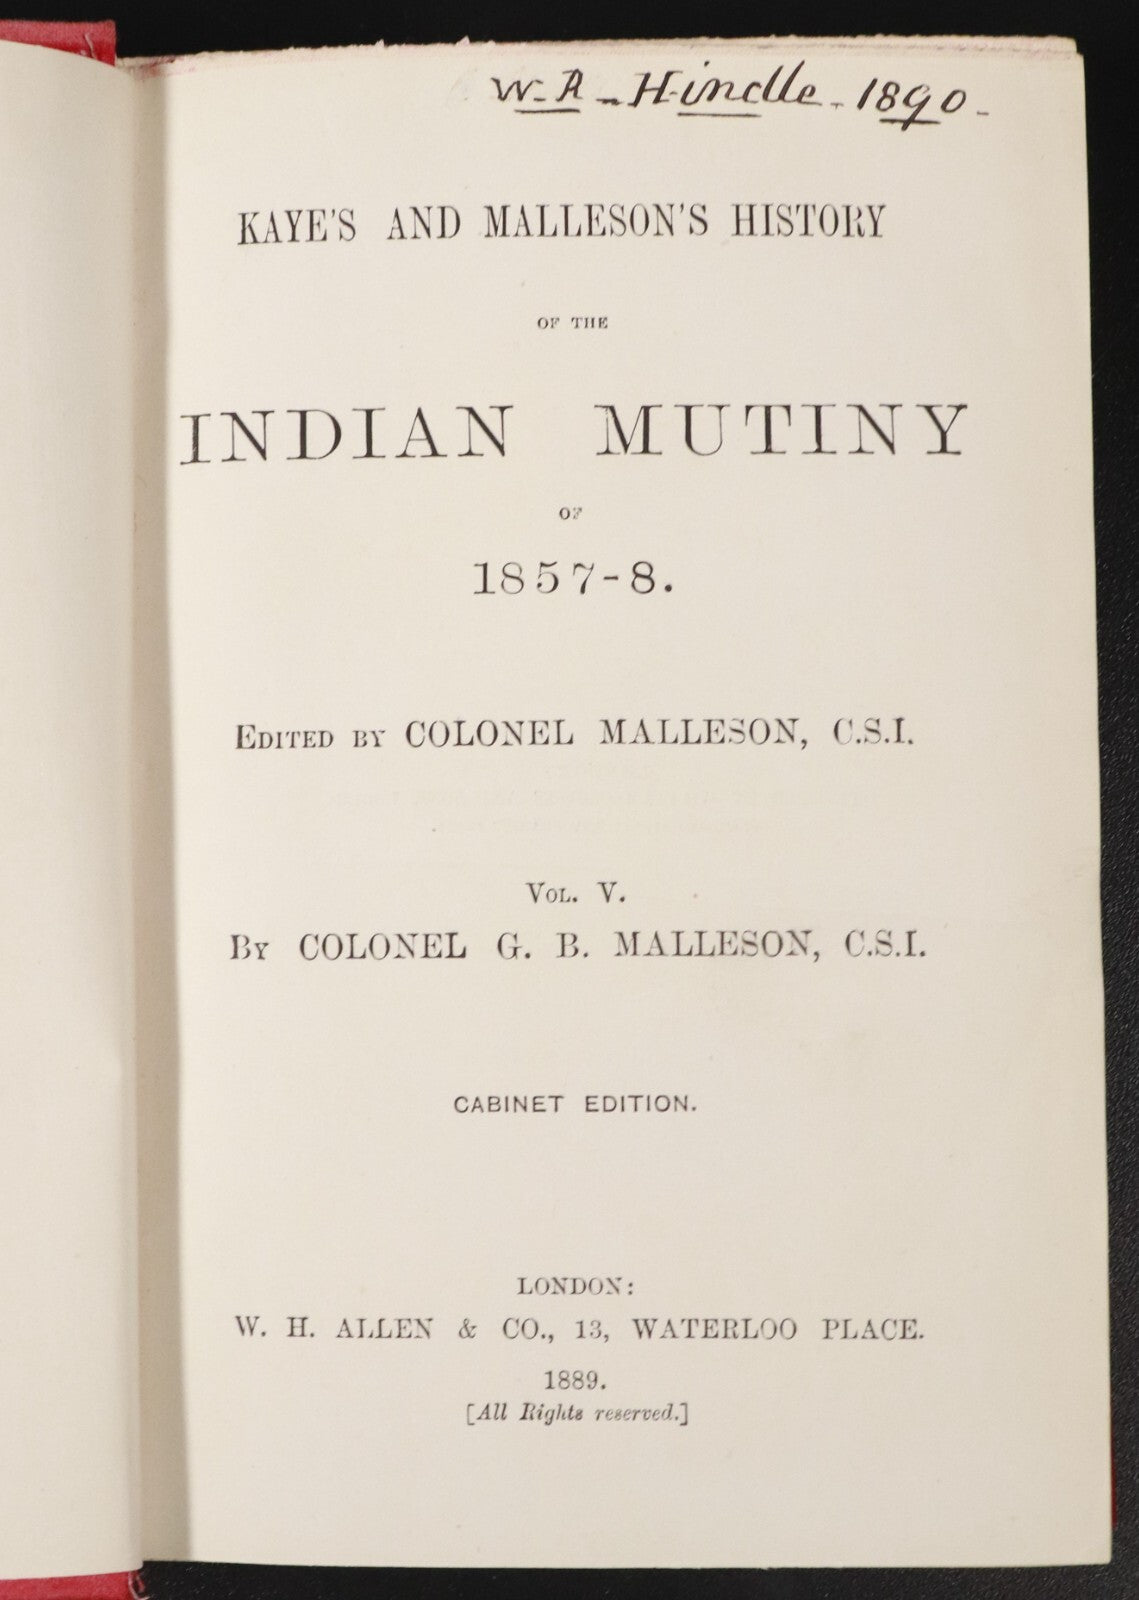 W. R. Hindle. 1890.
KAYE'S AND MALLESON'S HISTORY
OF THE
INDIAN MUTINY
OF
1857-8.
EDITED BY COLONEL MALLESON, C.S.I.
VOL. V.
BY COLONEL G. B. MALLESON, C.S.I.
CABINET EDITION.
LONDON:
W. H. ALLEN & CO., 13, WATERLOO PLACE.
1889.
[All Rights reserved.]